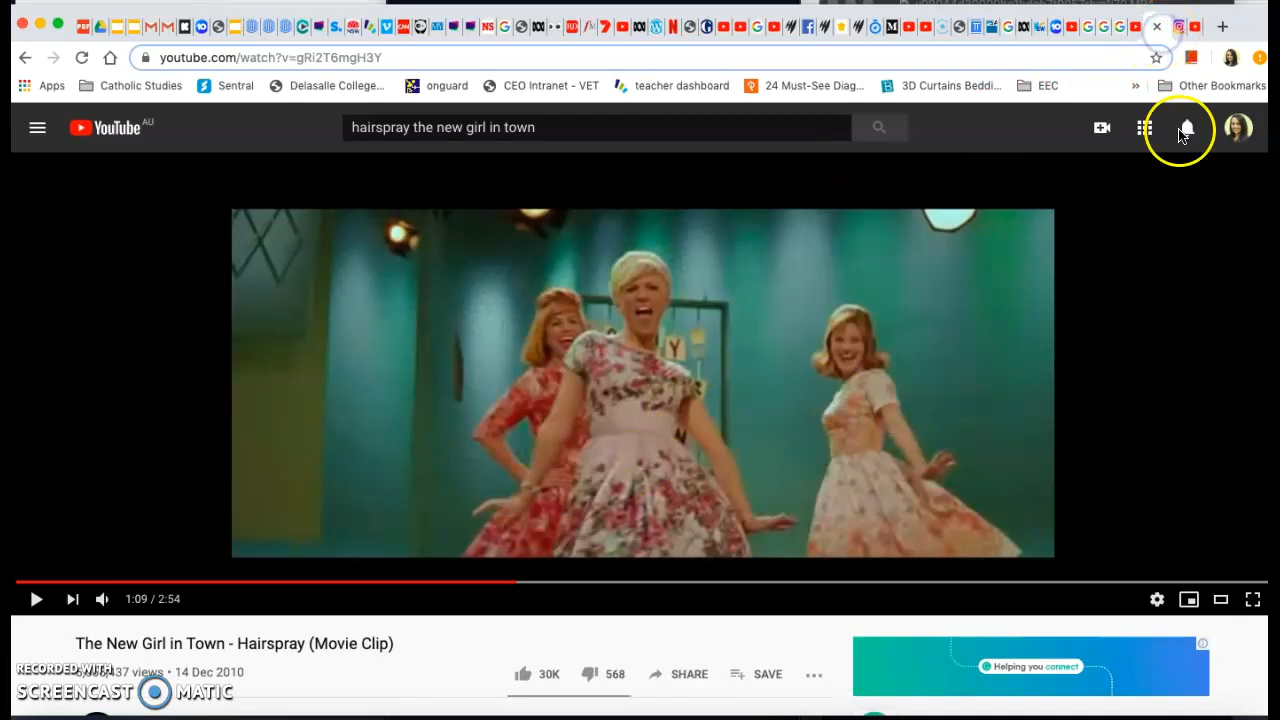 youtube.com/watch?v=gRi2T6mgH3Y
Apps Catholic Studies Sentral Delasalle College... onguard CEO Intranet - VET teacher dashboard 24 Must-See Diag... 3D Curtains Beddi... EEC » Other Bookmarks
YouTube AU hairspray the new girl in town
Y
1:09 / 2:54
The New Girl in Town - Hairspray (Movie Clip)
RECORDED WITH
437 views • 14 Dec 2010 30K 568 SHARE SAVE ...
SCREENCAST MATIC
Helping you connect